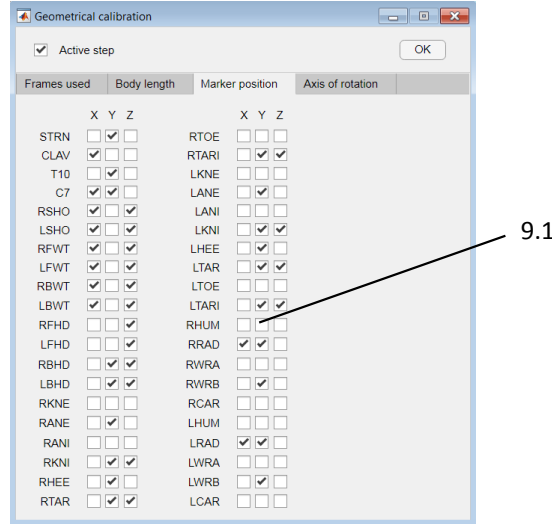 Geometrical calibration
Active step
OK
Frames used Body length Marker position Axis of rotation
X Y Z X Y Z
STRN RTOE
CLAV RTARI
T10 LKNE
C7 LANE
RSHO LANI
LSHO LKNI
RFWT LHEE
LFWT LTAR
RBWT LTOE
LBWT LTARI
RFHD RHUM
LFHD RRAD
RBHD RWRA
LBHD RWRB
RKNE RCAR
RANE LHUM
RANI LRAD
RKNI LWRA
RHEE LWRB
RTAR LCAR
9.1